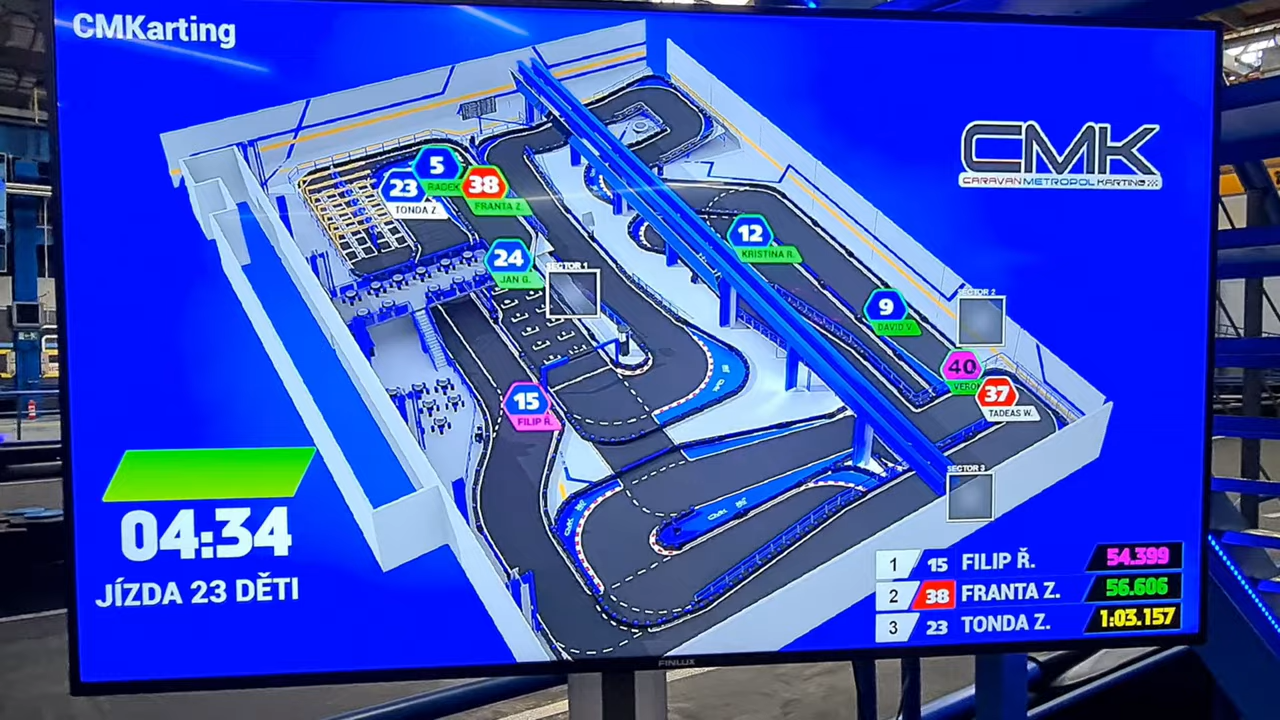 CMKarting
CMK
CARAVAN METROPOL KARTING
5
RADEK
23
TONDA Z
38
FRANTA Z.
24
JAN G.
SECTOR 1
12
KRISTINA R.
9
DAVID V.
SECTOR 2
40
37
TADEAS W.
15
FILIP Ř.
SECTOR 3
04:34
JÍZDA 23 DĚTI
1 15 FILIP Ř. 54.399
2 38 FRANTA Z. 56.606
3 23 TONDA Z. 1:03.157
FINLUX